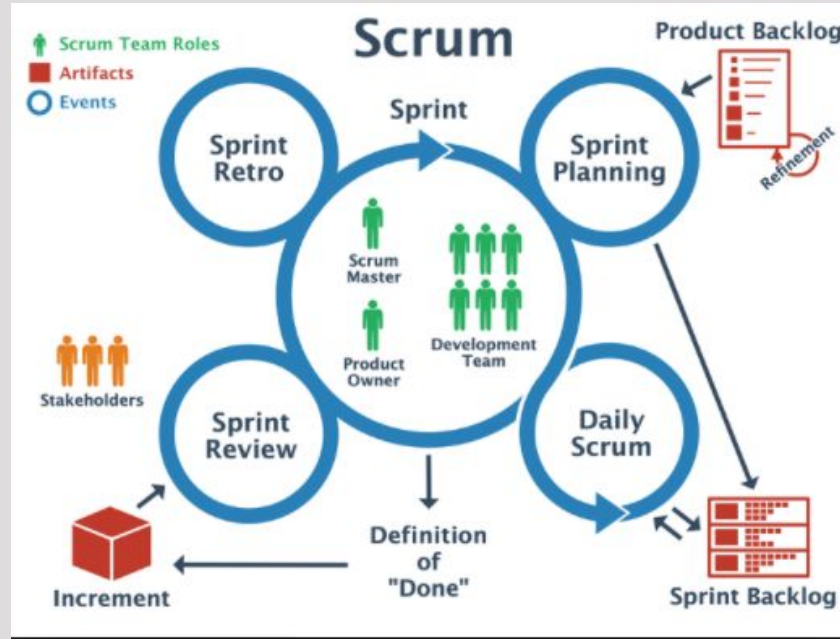 Scrum
Scrum Team Roles
Artifacts
Events
Product Backlog
Refinement
Sprint
Sprint
Retro
Sprint
Planning
Scrum
Master
Product
Owner
Development
Team
Stakeholders
Sprint
Review
Daily
Scrum
Increment
Definition
of
"Done"
Sprint Backlog